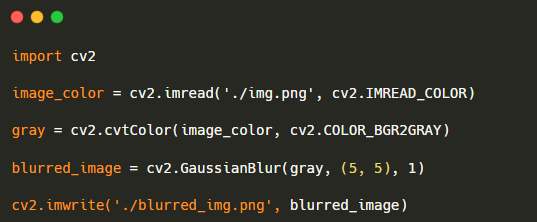 import cv2
image_color = cv2.imread('./img.png', cv2.IMREAD_COLOR)
gray = cv2.cvtColor(image_color, cv2.COLOR_BGR2GRAY)
blurred_image = cv2.GaussianBlur(gray, (5, 5), 1)
cv2.imwrite('./blurred_img.png', blurred_image)